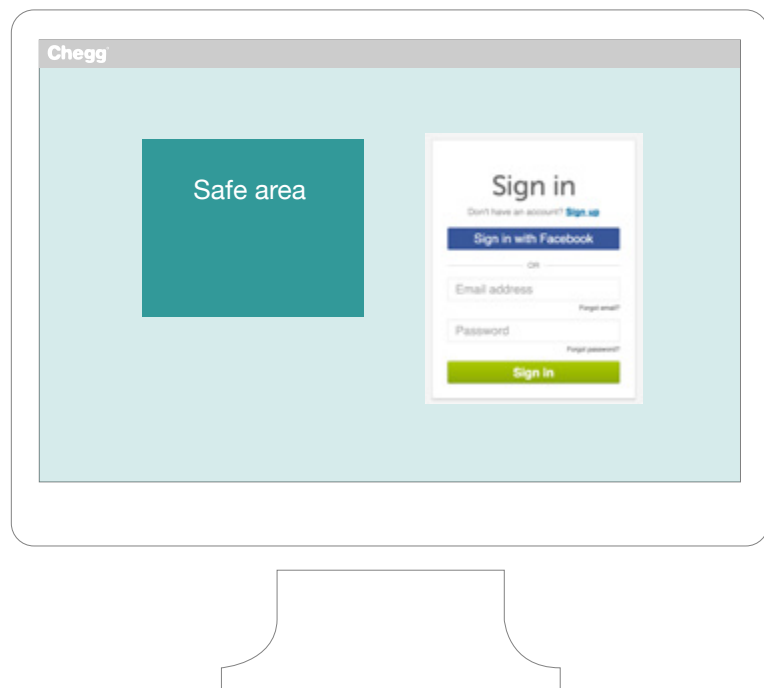 Chegg
Safe area
Sign in
Don't have an account? Sign up
Sign in with Facebook
OR
Email address
Forgot email?
Password
Forgot password?
Sign in